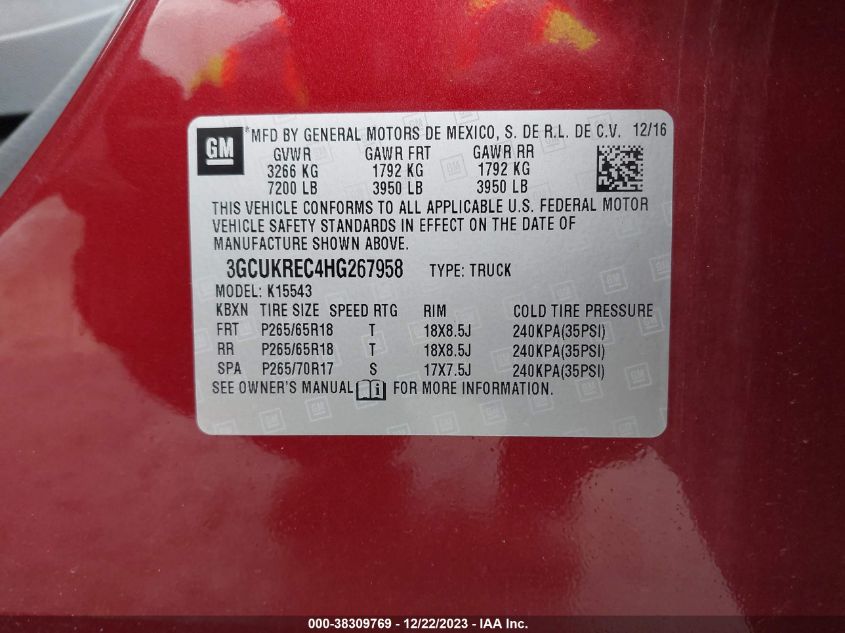 GM *MFD BY GENERAL MOTORS DE MEXICO, S. DE R.L. DE C.V. 12/16
GVWR GAWR FRT GAWR RR
3266 KG 1792 KG 1792 KG
7200 LB 3950 LB 3950 LB
THIS VEHICLE CONFORMS TO ALL APPLICABLE U.S. FEDERAL MOTOR
VEHICLE SAFETY STANDARDS IN EFFECT ON THE DATE OF
MANUFACTURE SHOWN ABOVE.
3GCUKREC4HG267958 TYPE: TRUCK
MODEL: K15543
KBXN TIRE SIZE SPEED RTG RIM COLD TIRE PRESSURE
FRT P265/65R18 T 18X8.5J 240KPA(35PSI)
RR P265/65R18 T 18X8.5J 240KPA(35PSI)
SPA P265/70R17 S 17X7.5J 240KPA(35PSI)
SEE OWNER'S MANUAL FOR MORE INFORMATION.
000-38309769 - 12/22/2023 - IAA Inc.